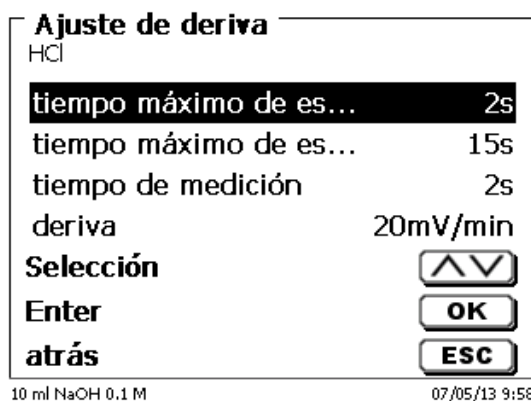 Ajuste de deriva
HCl
tiempo máximo de es... 2s
tiempo máximo de es... 15s
tiempo de medición 2s
deriva 20mV/min
Selección
Enter OK
atrás ESC
10 ml NaOH 0.1 M 07/05/13 9:58